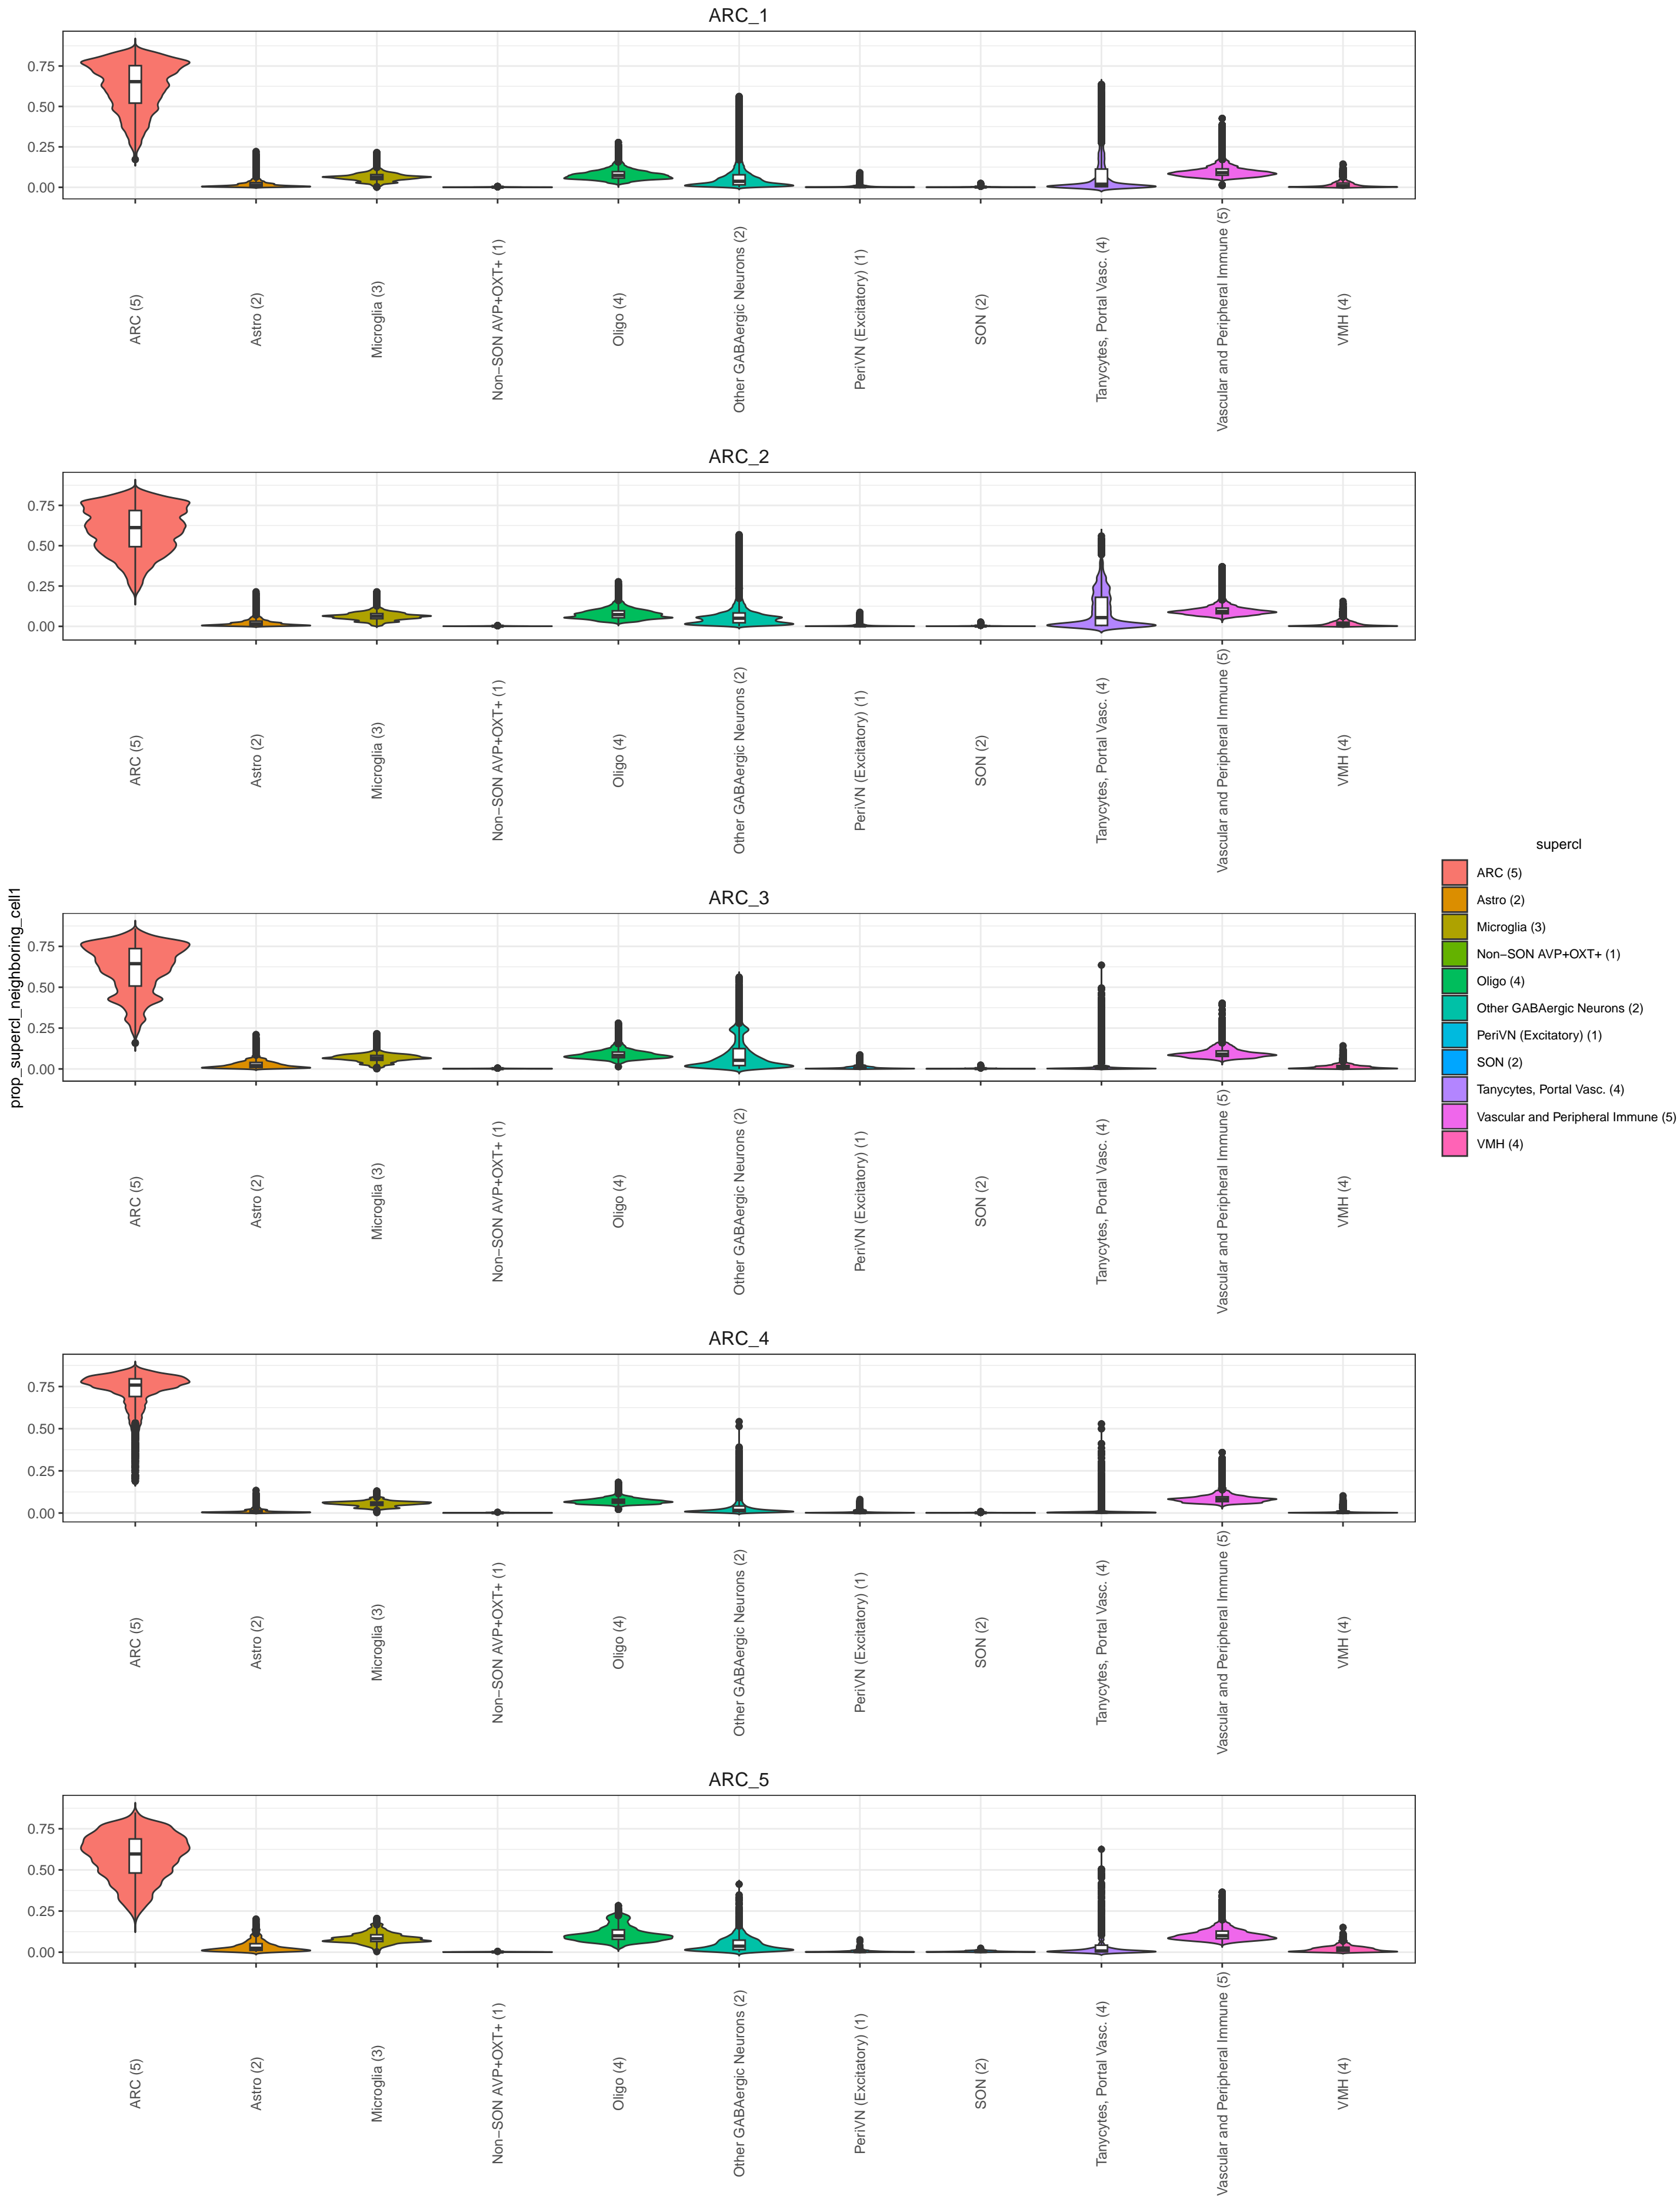 ARC_1
0.75
0.50
0.25
0.00
ARC (5)
Astro (2)
Microglia (3)
Non−SON AVP+OXT+ (1)
Oligo (4)
Other GABAergic Neurons (2)
PeriVN (Excitatory) (1)
SON (2)
Tanycytes, Portal Vasc. (4)
Vascular and Peripheral Immune (5)
VMH (4)
ARC_2
0.75
0.50
0.25
0.00
ARC (5)
Astro (2)
Microglia (3)
Non−SON AVP+OXT+ (1)
Oligo (4)
Other GABAergic Neurons (2)
PeriVN (Excitatory) (1)
SON (2)
Tanycytes, Portal Vasc. (4)
Vascular and Peripheral Immune (5)
VMH (4)
prop_supercl_neighboring_cell1
ARC_3
0.75
0.50
0.25
0.00
ARC (5)
Astro (2)
Microglia (3)
Non−SON AVP+OXT+ (1)
Oligo (4)
Other GABAergic Neurons (2)
PeriVN (Excitatory) (1)
SON (2)
Tanycytes, Portal Vasc. (4)
Vascular and Peripheral Immune (5)
VMH (4)
ARC_4
0.75
0.50
0.25
0.00
ARC (5)
Astro (2)
Microglia (3)
Non−SON AVP+OXT+ (1)
Oligo (4)
Other GABAergic Neurons (2)
PeriVN (Excitatory) (1)
SON (2)
Tanycytes, Portal Vasc. (4)
Vascular and Peripheral Immune (5)
VMH (4)
ARC_5
0.75
0.50
0.25
0.00
ARC (5)
Astro (2)
Microglia (3)
Non−SON AVP+OXT+ (1)
Oligo (4)
Other GABAergic Neurons (2)
PeriVN (Excitatory) (1)
SON (2)
Tanycytes, Portal Vasc. (4)
Vascular and Peripheral Immune (5)
VMH (4)
supercl
ARC (5)
Astro (2)
Microglia (3)
Non−SON AVP+OXT+ (1)
Oligo (4)
Other GABAergic Neurons (2)
PeriVN (Excitatory) (1)
SON (2)
Tanycytes, Portal Vasc. (4)
Vascular and Peripheral Immune (5)
VMH (4)